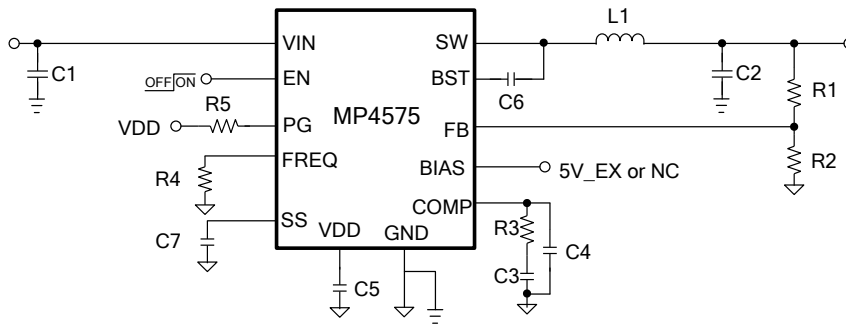 L1
VIN
SW
C1
OFF ON
EN
BST
C2
R1
C6
R5
MP4575
VDD
PG
FB
FREQ
R4
BIAS
5V_EX or NC
R2
COMP
SS
R3
C7
VDD
GND
C4
C3
C5